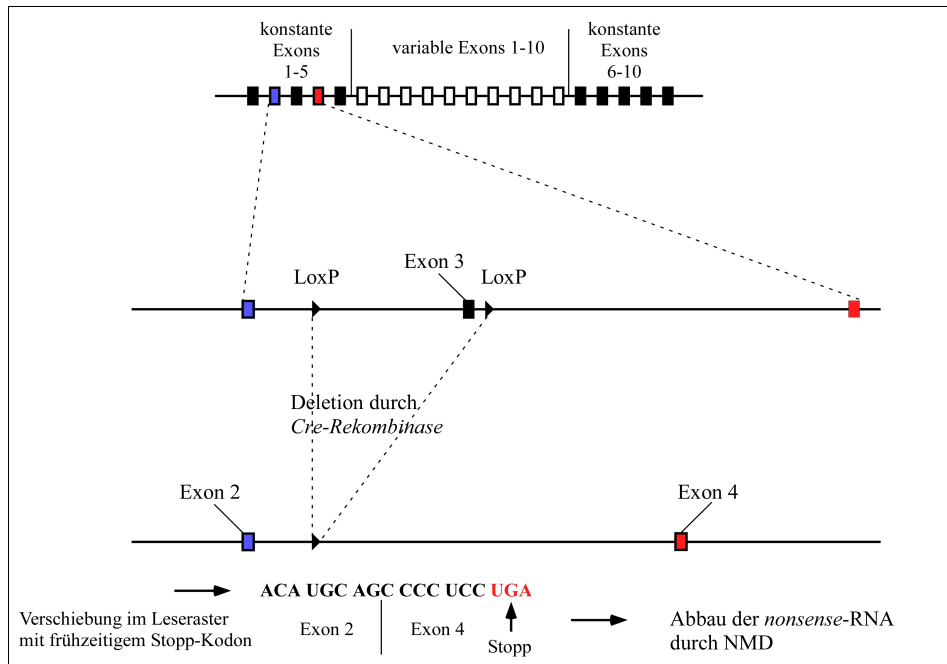 konstante
Exons
1-5
variable Exons 1-10
konstante
Exons
6-10
Exon 3
LoxP
LoxP
Deletion durch
Cre-Rekombinase
Exon 2
Exon 4
ACA UGC AGC CCC UCC UGA
Verschiebung im Leseraster
mit frühzeitigem Stopp-Kodon
Exon 2
Exon 4
Stopp
Abbau der nonsense-RNA
durch NMD